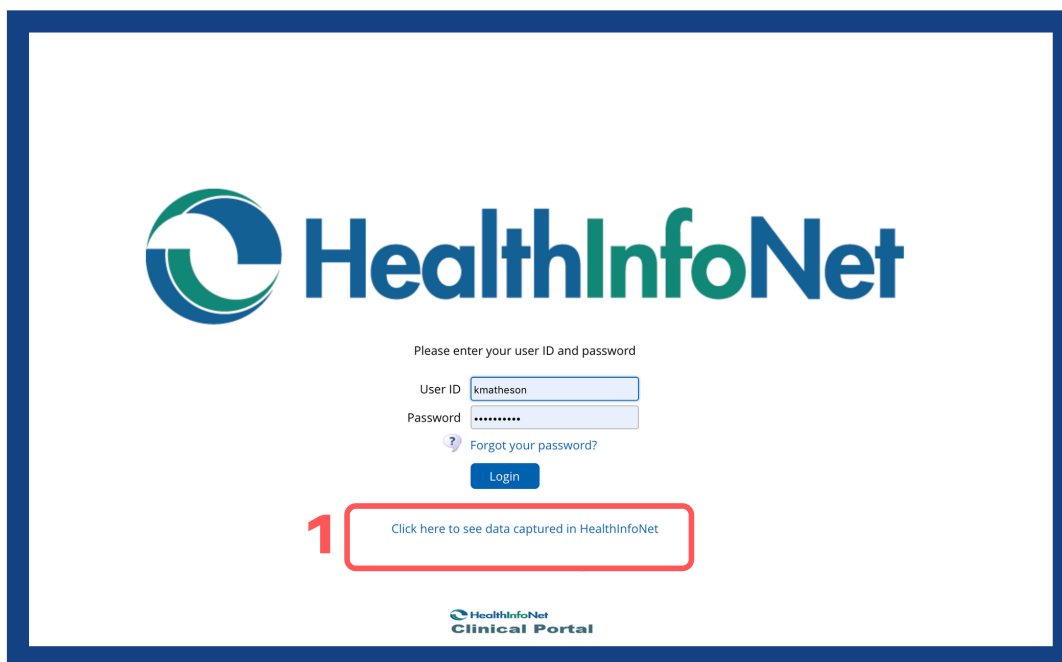 HealthInfoNet
Please enter your user ID and password
User ID kmatheson
Password ••••••••••
? Forgot your password?
Login
1 Click here to see data captured in HealthInfoNet
HealthInfoNet
Clinical Portal